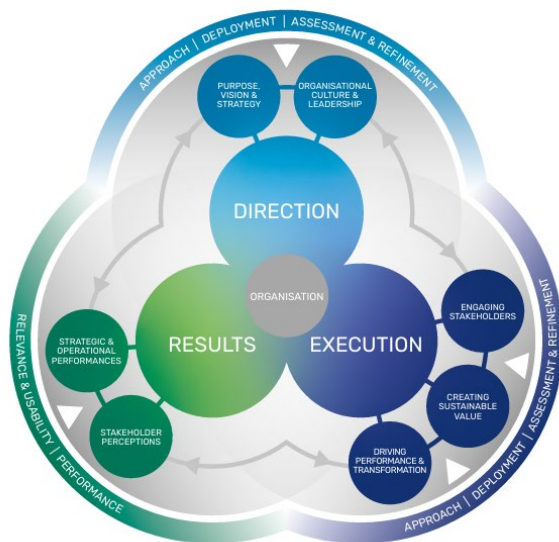 APPROACH | DEPLOYMENT | ASSESSMENT & REFINEMENT
PURPOSE,
VISION &
STRATEGY
ORGANISATIONAL
CULTURE &
LEADERSHIP
DIRECTION
ORGANISATION
RESULTS
EXECUTION
STRATEGIC &
OPERATIONAL
PERFORMANCES
STAKEHOLDER
PERCEPTIONS
ENGAGING
STAKEHOLDERS
CREATING
SUSTAINABLE
VALUE
DRIVING
PERFORMANCE &
TRANSFORMATION
RELEVANCE & USABILITY | PERFORMANCE
APPROACH | DEPLOYMENT | ASSESSMENT & REFINEMENT